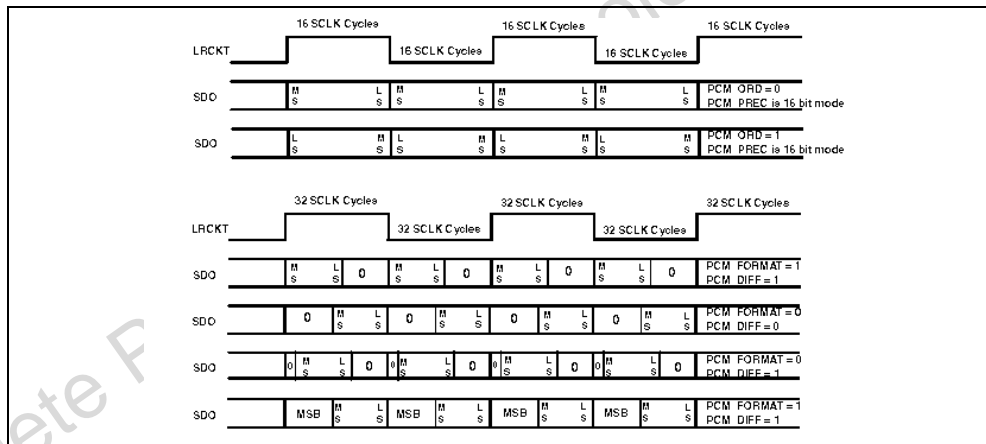 16 SCLK Cycles 16 SCLK Cycles 16 SCLK Cycles
LRCKT 16 SCLK Cycles 16 SCLK Cycles
SDO M S L S M S L S M S L S M S L S PCM ORD = 0
PCM PREC is 16 bit mode
SDO L S M S L S M S L S M S L S M S PCM ORD = 1
PCM PREC is 16 bit mode
32 SCLK Cycles 32 SCLK Cycles 32 SCLK Cycles
LRCKT 32 SCLK Cycles 32 SCLK Cycles
SDO M S L S 0 M S L S 0 M S L S 0 M S L S 0 PCM FORMAT = 1
PCM DIFF = 1
SDO 0 M S L S 0 M S L S 0 M S L S 0 M S L S PCM FORMAT = 0
PCM DIFF = 0
SDO 0 M S L S 0 0 M S L S 0 0 M S L S 0 0 M S L S 0 PCM FORMAT = 0
PCM DIFF = 1
SDO MSB M S L S MSB M S L S MSB M S L S MSB M S L S PCM FORMAT = 1
PCM DIFF = 1
ete